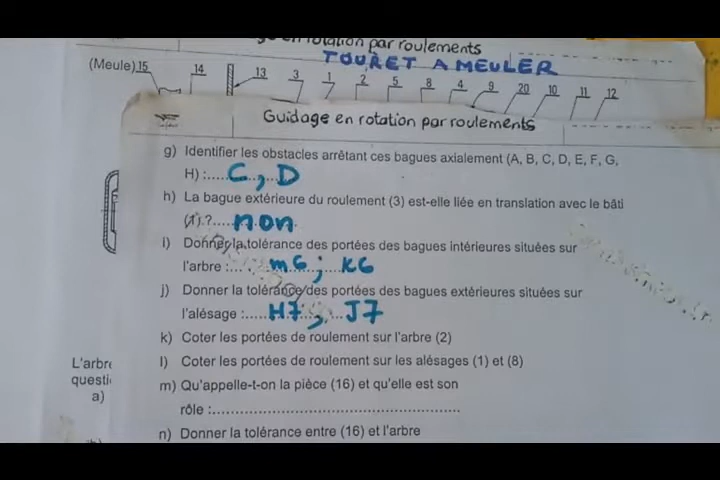 en rotation par roulements
TOURET A MEULER
(Meule) 15 14 13 3 1 2 5 8 4 9 20 10 11 12
Guidage en rotation par roulements
g) Identifier les obstacles arrêtant ces bagues axialement (A, B, C, D, E, F, G,
H) :.....C., D
h) La bague extérieure du roulement (3) est-elle liée en translation avec le bâti
(1) ?....non.
i) Donner la tolérance des portées des bagues intérieures situées sur
l'arbre :... . m6 ;...k6
j) Donner la tolérance des portées des bagues extérieures situées sur
l'alésage :.....H7.; ...J7
k) Coter les portées de roulement sur l'arbre (2)
l) Coter les portées de roulement sur les alésages (1) et (8)
L'arbre
m) Qu'appelle-t-on la pièce (16) et qu'elle est son
questi
a)
rôle :....................................................
n) Donner la tolérance entre (16) et l'arbre